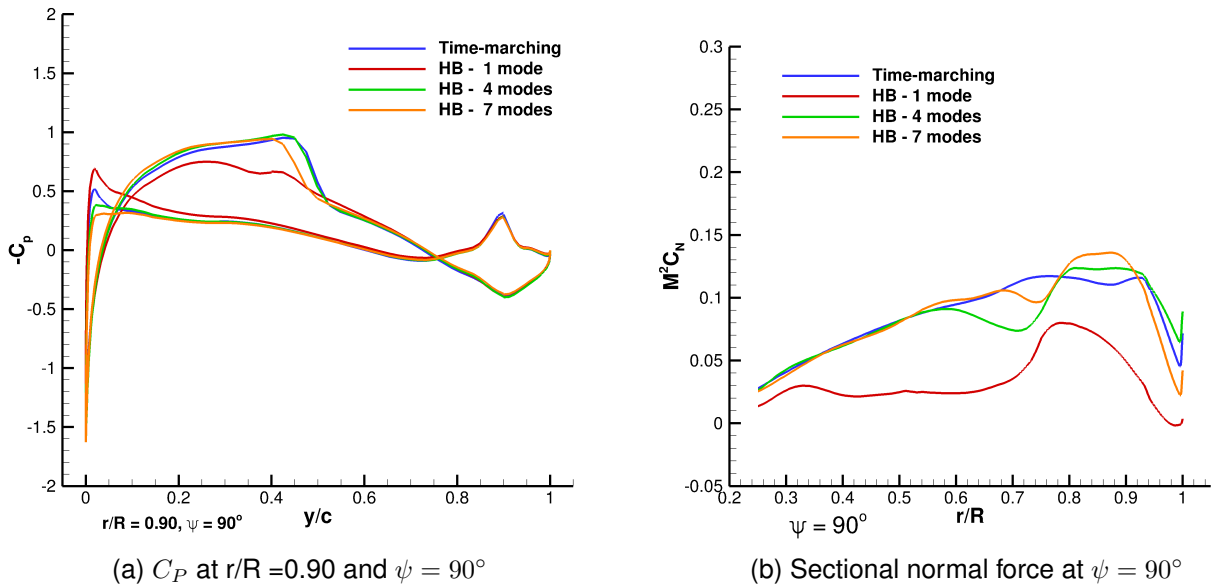 2
1.5
1
0.5
0
-0.5
-1
-1.5
-2
-Cp
Time-marching
HB - 1 mode
HB - 4 modes
HB - 7 modes
0
0.2
0.4
0.6
0.8
1
y/c
r/R = 0.90, ψ = 90°
(a) C_P at r/R =0.90 and ψ = 90°
0.3
0.25
0.2
0.15
0.1
0.05
0
-0.05
M²C_N
Time-marching
HB - 1 mode
HB - 4 modes
HB - 7 modes
0.2
0.3
0.4
0.5
0.6
0.7
0.8
0.9
1
r/R
ψ = 90°
(b) Sectional normal force at ψ = 90°